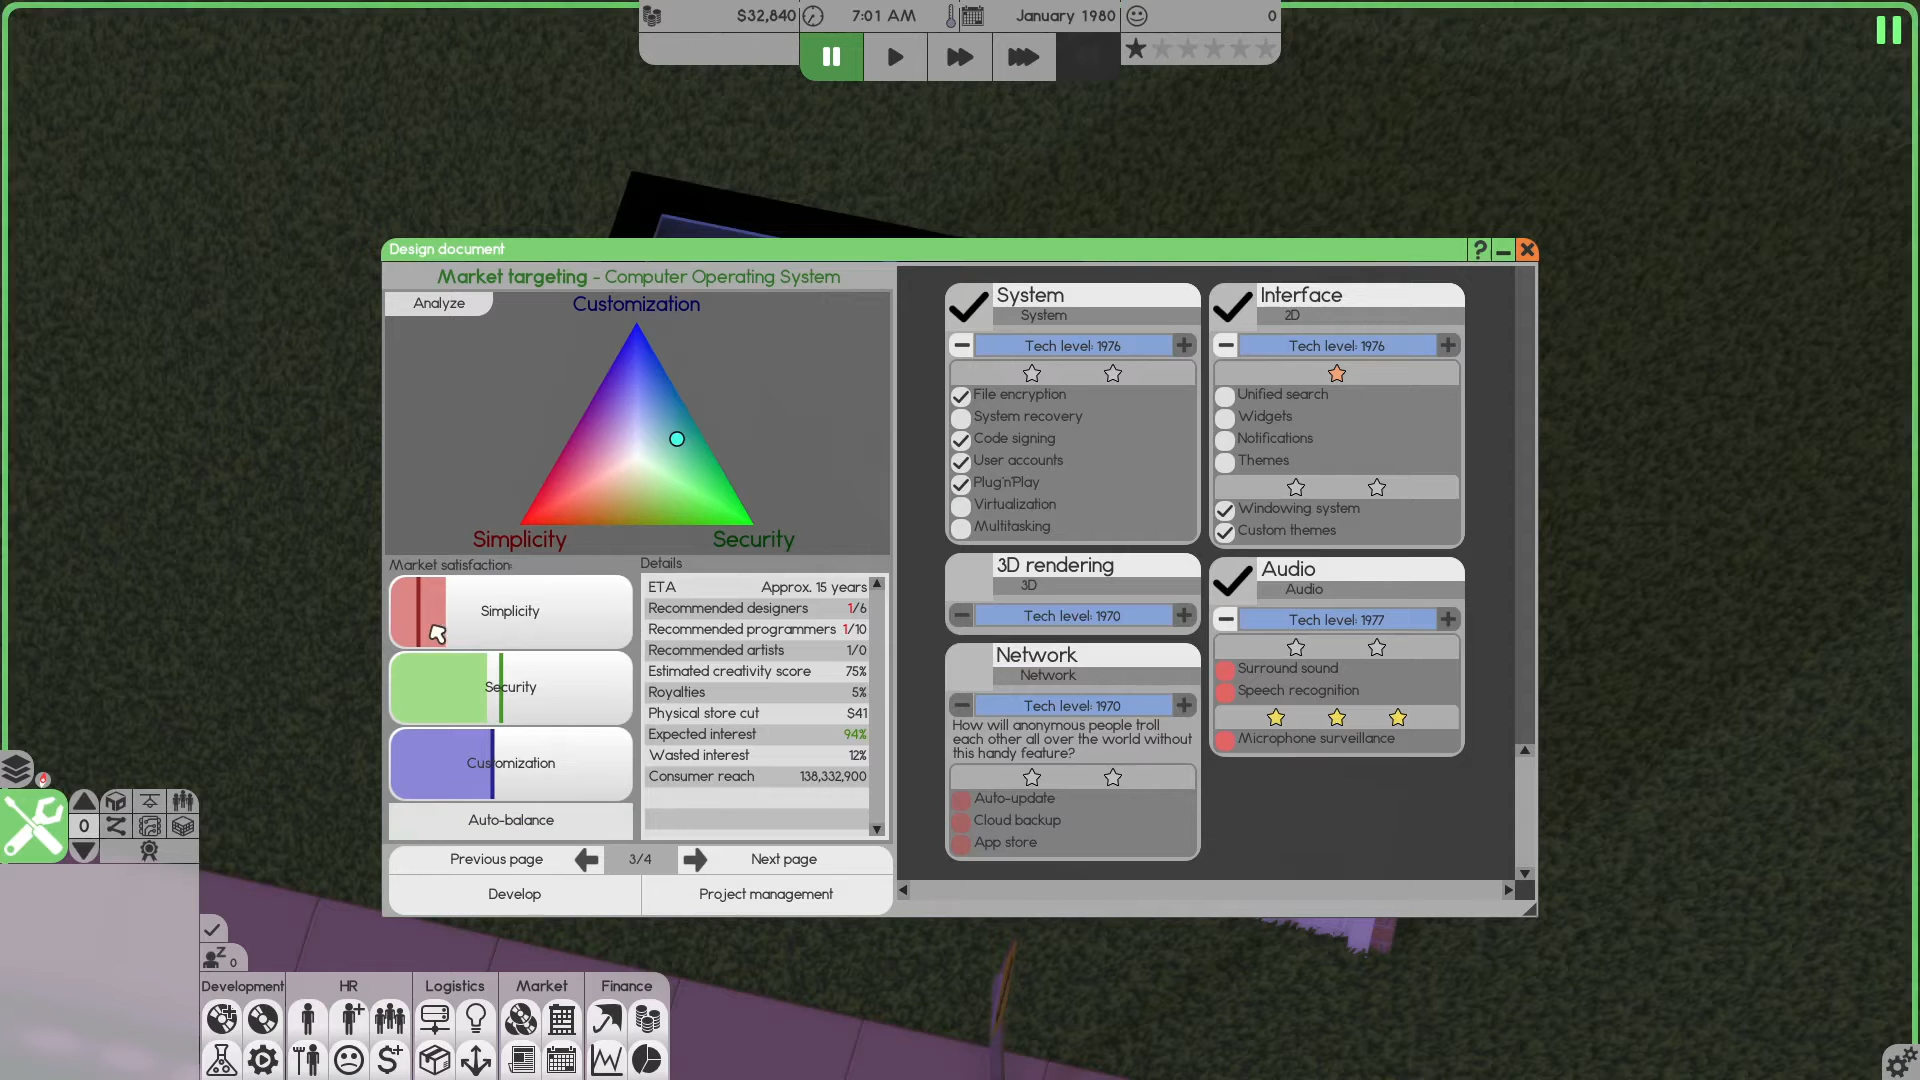 $32,840
7:01 AM
January 1980
0
Design document
?
Market targeting - Computer Operating System
Analyze
Customization
Simplicity
Security
Market satisfaction:
Simplicity
Security
Customization
Auto-balance
Details
ETA Approx. 15 years
Recommended designers 1/6
Recommended programmers 1/10
Recommended artists 1/0
Estimated creativity score 75%
Royalties 5%
Physical store cut $41
Expected interest 94%
Wasted interest 12%
Consumer reach 138,332,900
Previous page
3/4
Next page
Develop
Project management
System
System
Tech level: 1976
File encryption
System recovery
Code signing
User accounts
Plug'n'Play
Virtualization
Multitasking
3D rendering
3D
Tech level: 1970
Network
Network
Tech level: 1970
How will anonymous people troll
each other all over the world without
this handy feature?
Auto-update
Cloud backup
App store
Interface
2D
Tech level: 1976
Unified search
Widgets
Notifications
Themes
Windowing system
Custom themes
Audio
Audio
Tech level: 1977
Surround sound
Speech recognition
Microphone surveillance
0
Z
0
Development
HR
Logistics
Market
Finance